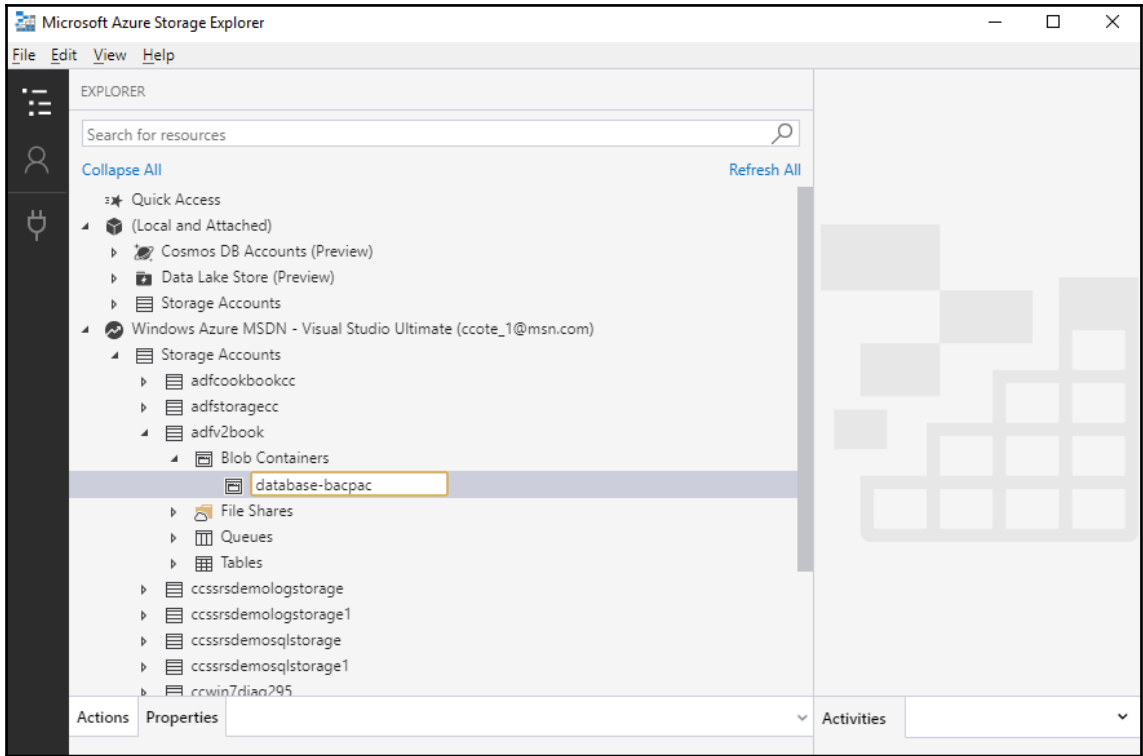 Microsoft Azure Storage Explorer
File Edit View Help
EXPLORER
Search for resources
Collapse All Refresh All
Quick Access
(Local and Attached)
Cosmos DB Accounts (Preview)
Data Lake Store (Preview)
Storage Accounts
Windows Azure MSDN - Visual Studio Ultimate (ccote_1@msn.com)
Storage Accounts
adfcookbookcc
adfstoragecc
adfv2book
Blob Containers
database-bacpac
File Shares
Queues
Tables
ccssrsdemologstorage
ccssrsdemologstorage1
ccssrsdemosqlstorage
ccssrsdemosqlstorage1
ccwin7diag295
Actions Properties Activities